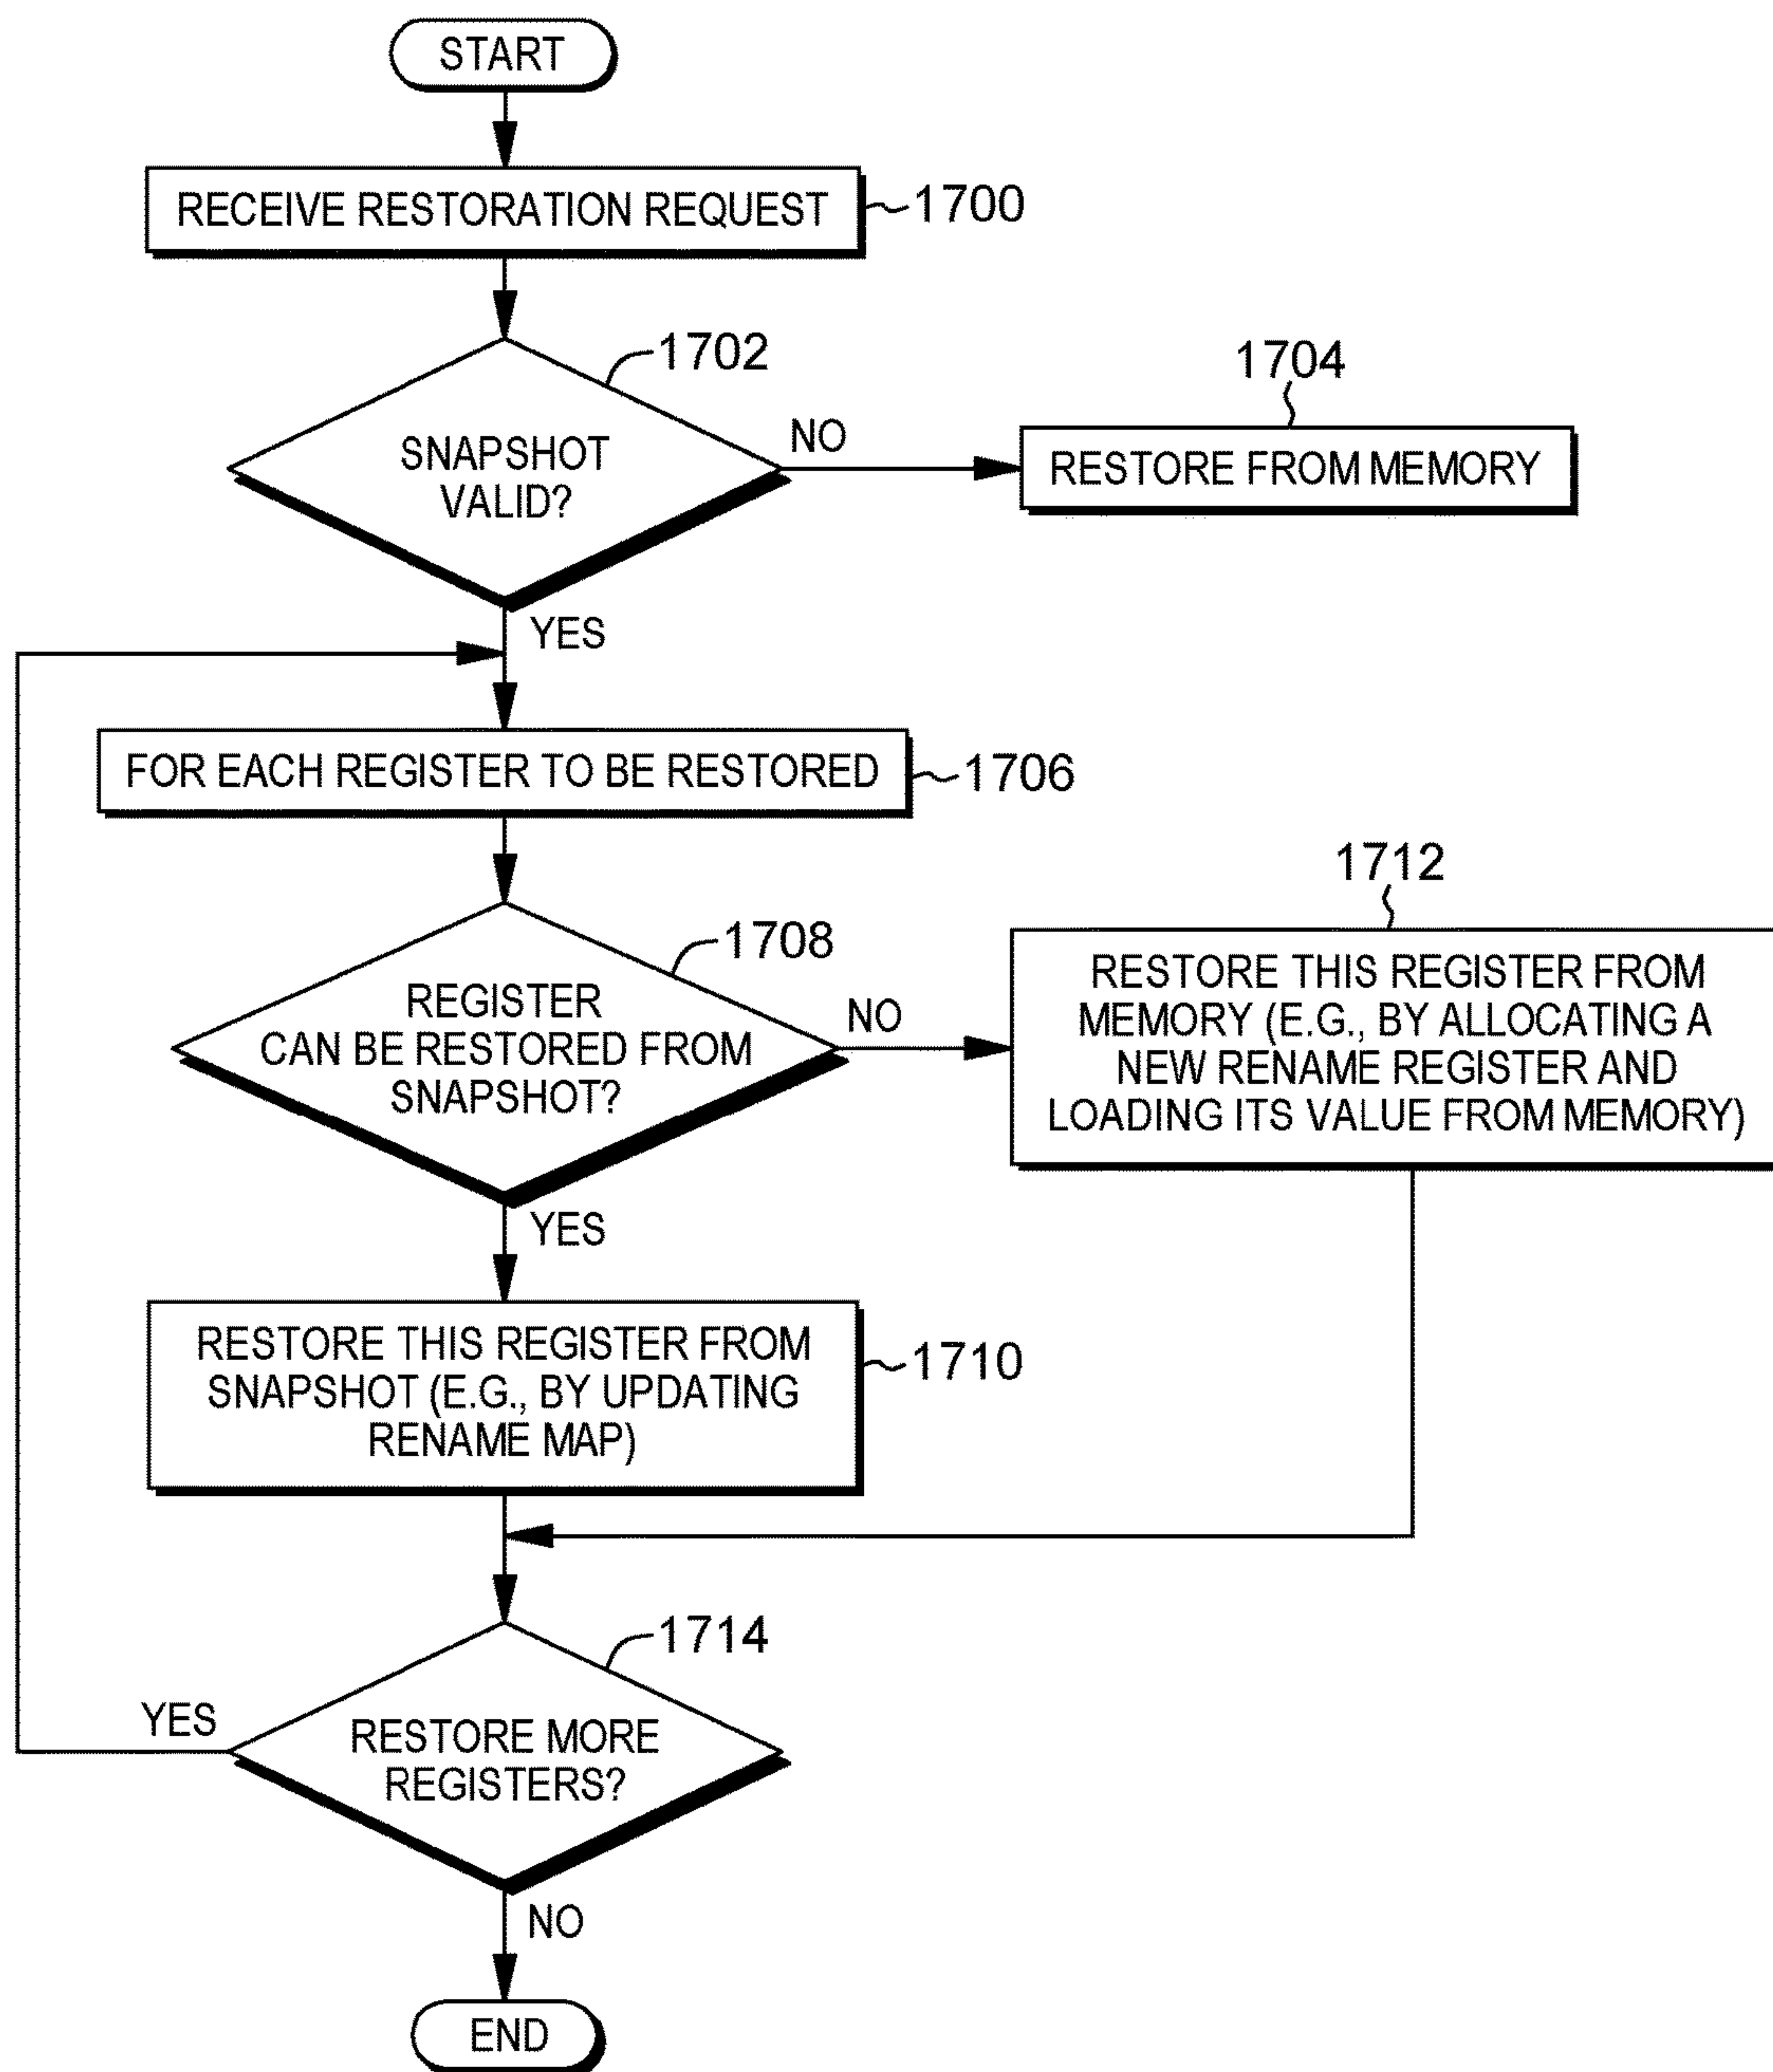 START
RECEIVE RESTORATION REQUEST
1700
1702
SNAPSHOT
VALID?
NO
1704
RESTORE FROM MEMORY
YES
FOR EACH REGISTER TO BE RESTORED
1706
1708
REGISTER
CAN BE RESTORED FROM
SNAPSHOT?
NO
1712
RESTORE THIS REGISTER FROM
MEMORY (E.G., BY ALLOCATING A
NEW RENAME REGISTER AND
LOADING ITS VALUE FROM MEMORY)
YES
RESTORE THIS REGISTER FROM
SNAPSHOT (E.G., BY UPDATING
RENAME MAP)
1710
1714
RESTORE MORE
REGISTERS?
YES
NO
END